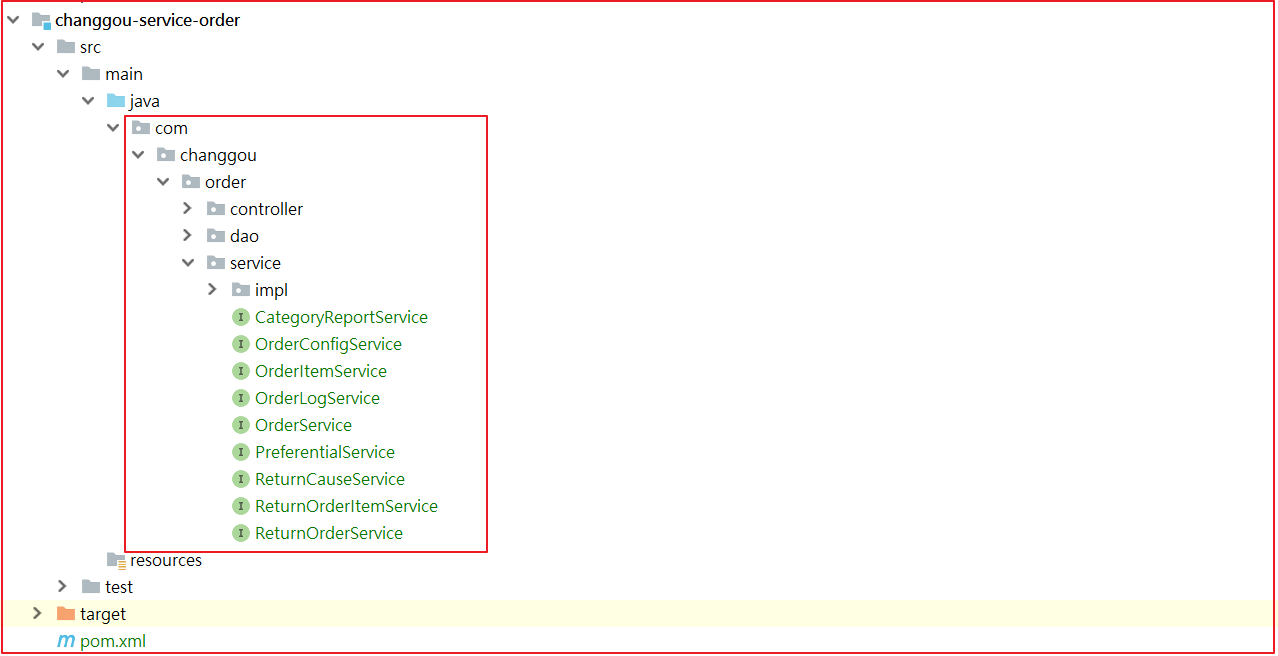 changgou-service-order
src
main
java
com
changgou
order
controller
dao
service
impl
I CategoryReportService
I OrderConfigService
I OrderItemService
I OrderLogService
I OrderService
I PreferentialService
I ReturnCauseService
I ReturnOrderItemService
I ReturnOrderService
resources
test
target
m pom.xml